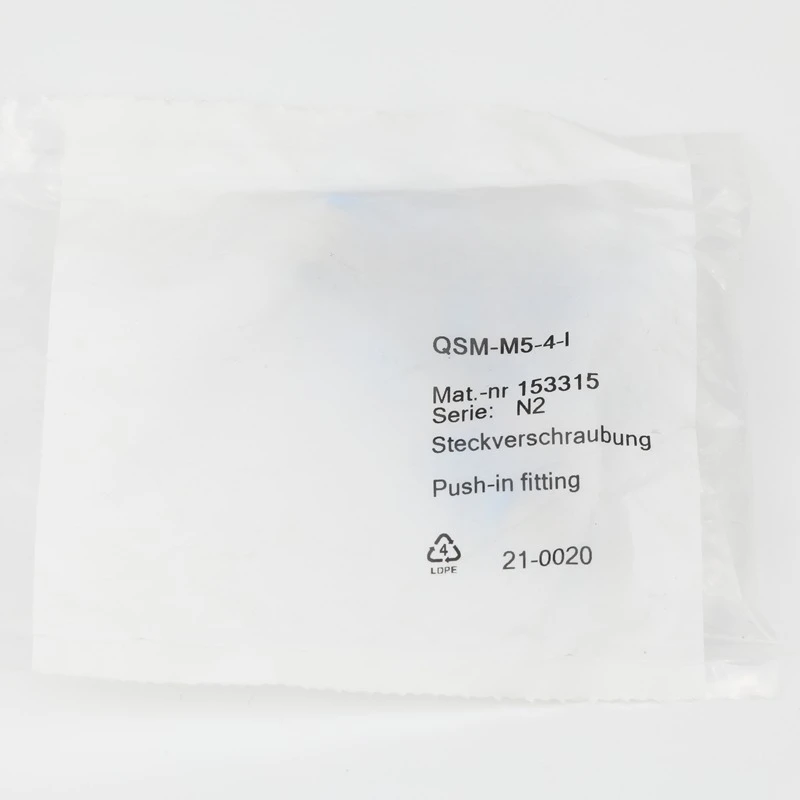 QSM-M5-4-I
Mat.-nr 153315
Serie: N2
Steckverschraubung
Push-in fitting
4
LDPE
21-0020